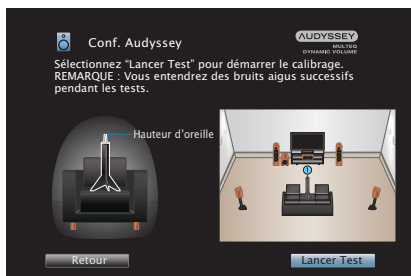 Conf. Audyssey
AUDYSSEY
MULTEQ
DYNAMIC VOLUME
Sélectionnez “Lancer Test” pour démarrer le calibrage.
REMARQUE : Vous entendrez des bruits aigus successifs
pendant les tests.
Hauteur d’oreille
Retour
Lancer Test